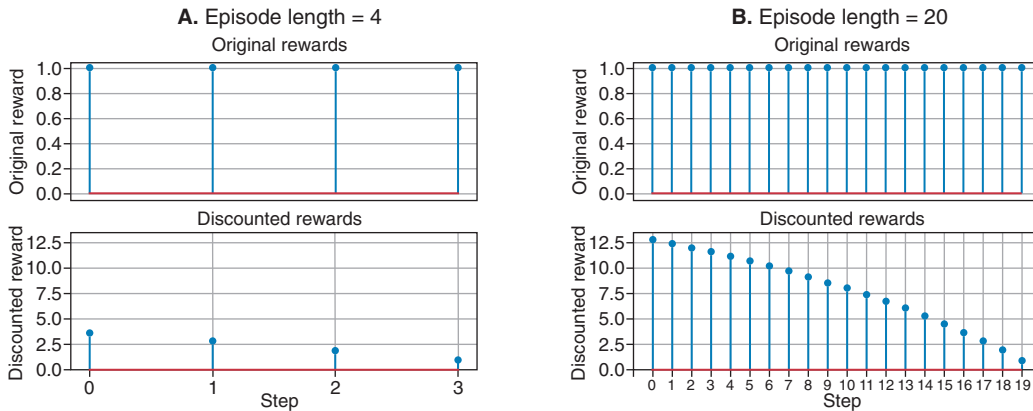 A. Episode length = 4
Original rewards
Original reward
1.0
0.8
0.6
0.4
0.2
0.0
Discounted rewards
Discounted reward
12.5
10.0
7.5
5.0
2.5
0.0
0 1 2 3
Step
B. Episode length = 20
Original rewards
Original reward
1.0
0.8
0.6
0.4
0.2
0.0
Discounted rewards
Discounted reward
12.5
10.0
7.5
5.0
2.5
0.0
0 1 2 3 4 5 6 7 8 9 10 11 12 13 14 15 16 17 18 19
Step